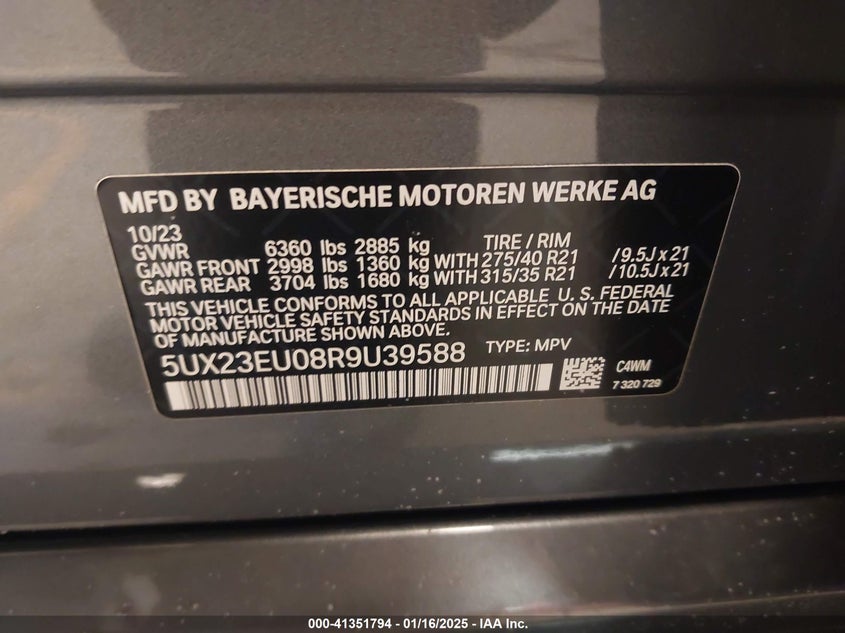 MFD BY BAYERISCHE MOTOREN WERKE AG
10/23
GVWR 6360 lbs 2885 kg TIRE / RIM
GAWR FRONT 2998 lbs 1360 kg WITH 275/40 R21 /9.5J x 21
GAWR REAR 3704 lbs 1680 kg WITH 315/35 R21 /10.5J x 21
THIS VEHICLE CONFORMS TO ALL APPLICABLE U. S. FEDERAL
MOTOR VEHICLE SAFETY STANDARDS IN EFFECT ON THE DATE
OF MANUFACTURE SHOWN ABOVE.
5UX23EU08R9U39588 TYPE: MPV
C4WM
7 320 729
000-41351794 - 01/16/2025 - IAA Inc.